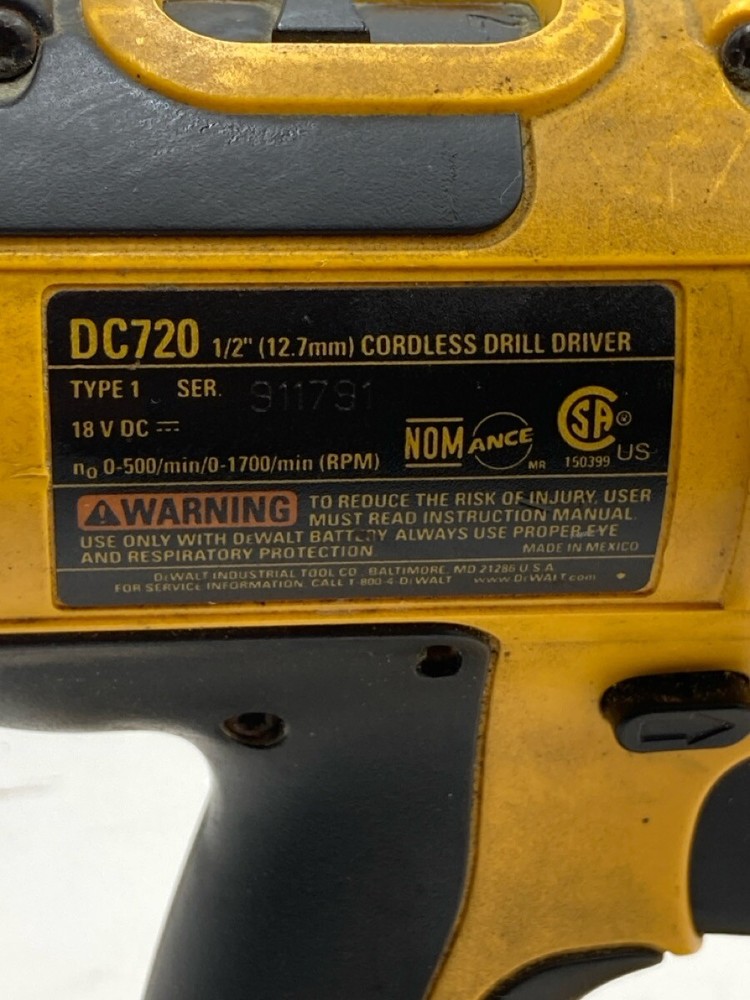 DC720 1/2" (12.7mm) CORDLESS DRILL DRIVER
TYPE 1 SER. 911791
18 V DC ⎓
NOM ANCE MR
CSA ® 150399 US
n₀ 0-500/min/0-1700/min (RPM)
⚠WARNING TO REDUCE THE RISK OF INJURY, USER
MUST READ INSTRUCTION MANUAL.
USE ONLY WITH DEWALT BATTERY ALWAYS USE PROPER EYE
AND RESPIRATORY PROTECTION. MADE IN MEXICO
DEWALT INDUSTRIAL TOOL CO. BALTIMORE, MD 21286 U.S.A.
FOR SERVICE INFORMATION, CALL 1-800-4-DEWALT www.DEWALT.com